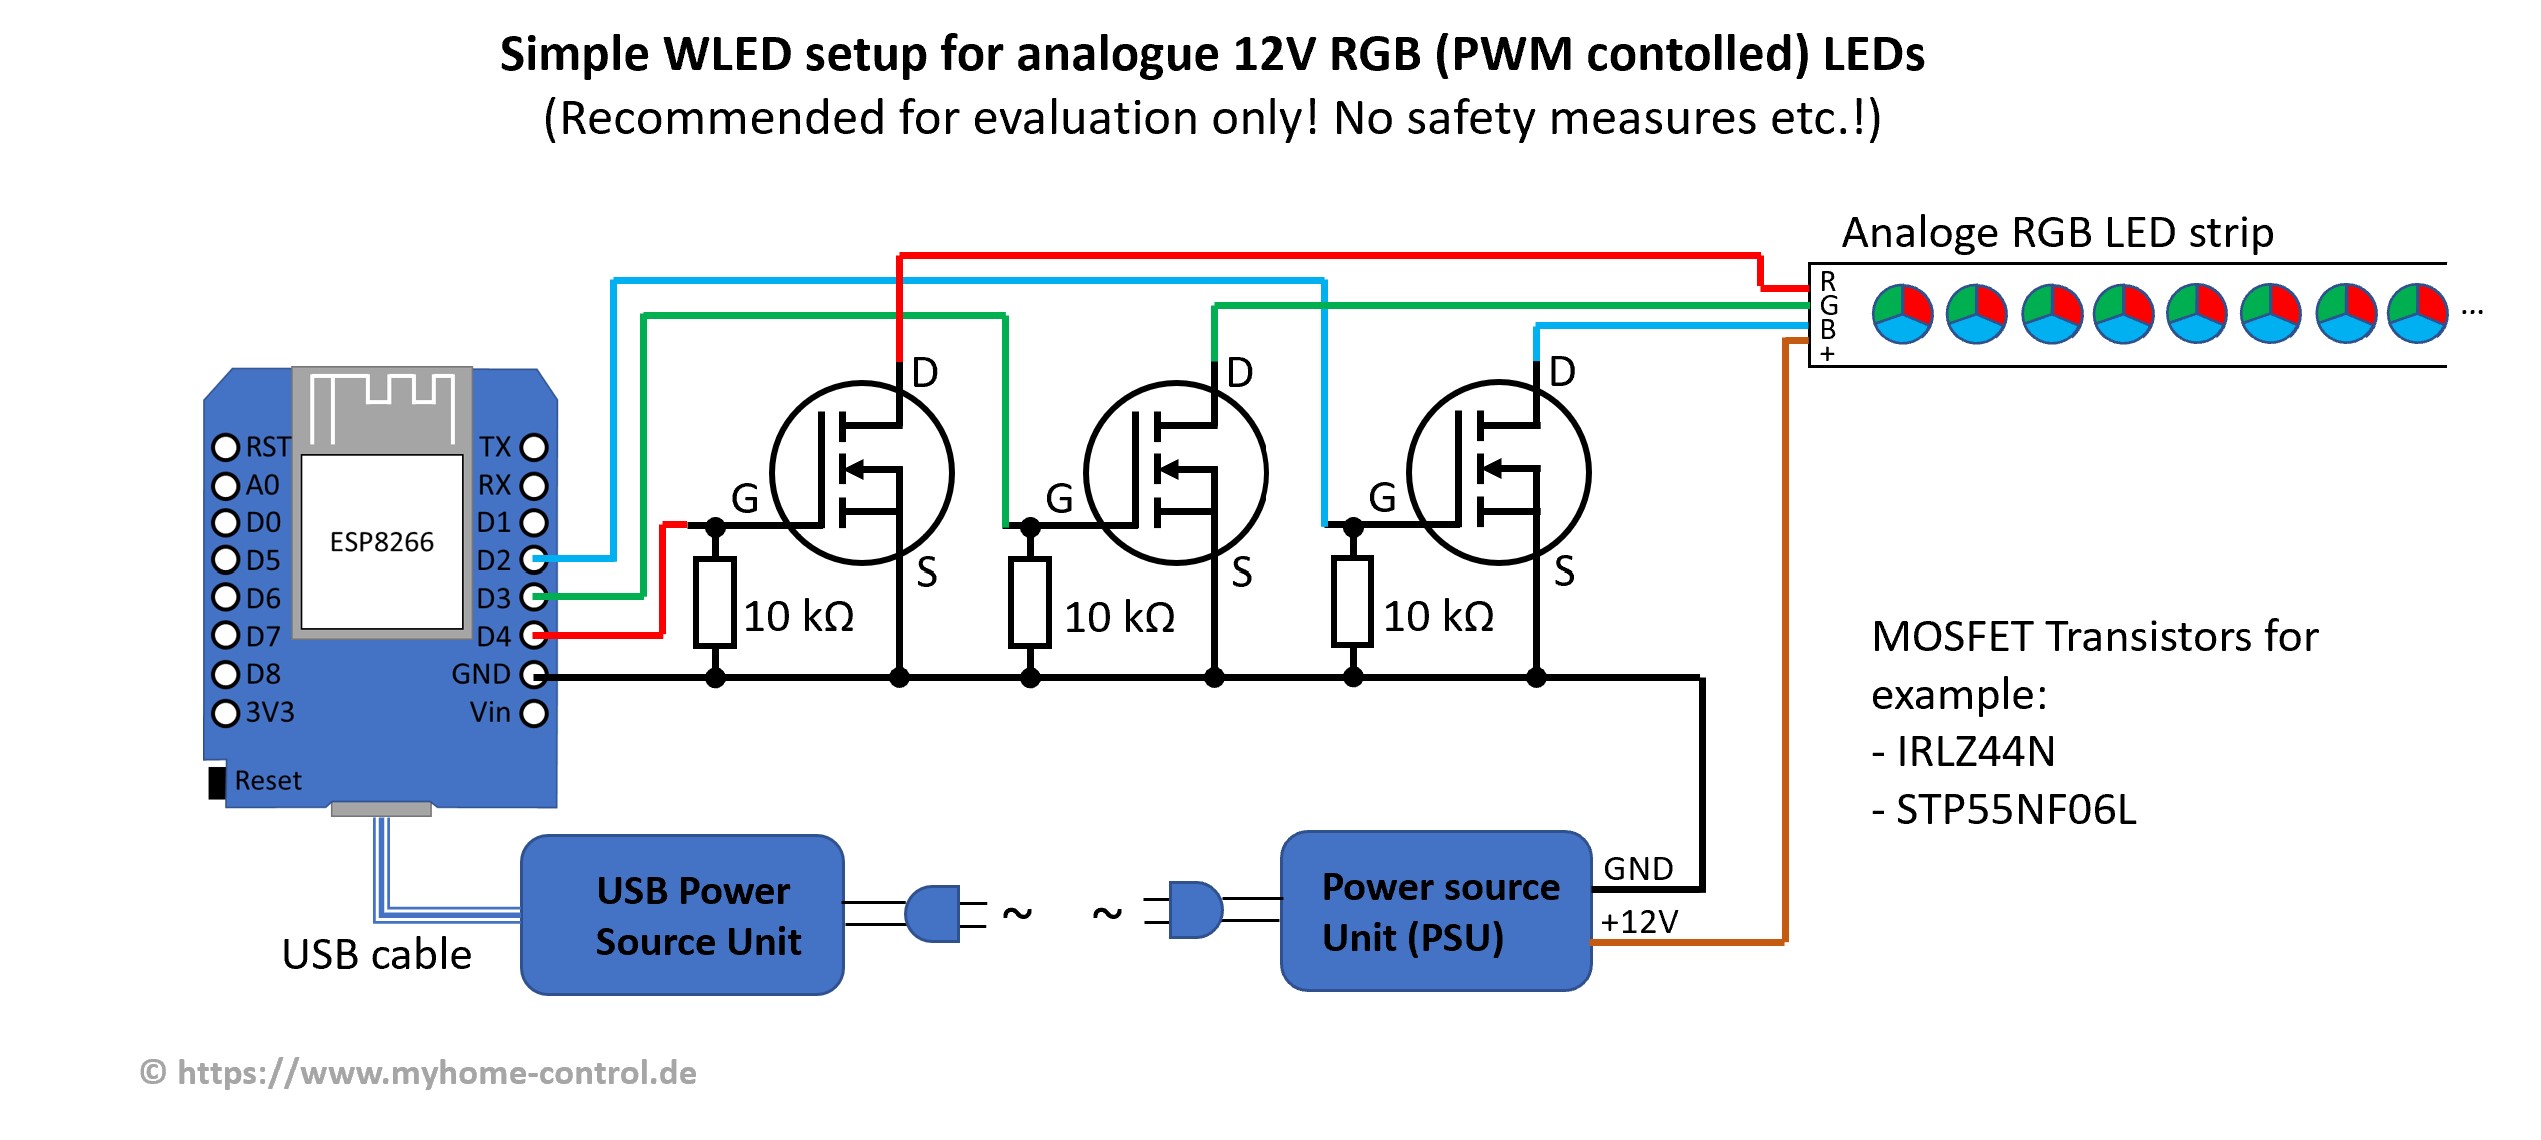 Simple WLED setup for analogue 12V RGB (PWM contolled) LEDs
(Recommended for evaluation only! No safety measures etc.!)
Analoge RGB LED strip
R
G
B
+
...
D
D
D
G
G
G
S
S
S
10 kΩ
10 kΩ
10 kΩ
RST
A0
D0
D5
D6
D7
D8
3V3
ESP8266
TX
RX
D1
D2
D3
D4
GND
Vin
Reset
MOSFET Transistors for
example:
- IRLZ44N
- STP55NF06L
USB cable
USB Power
Source Unit
~
~
Power source
Unit (PSU)
GND
+12V
© https://www.myhome-control.de